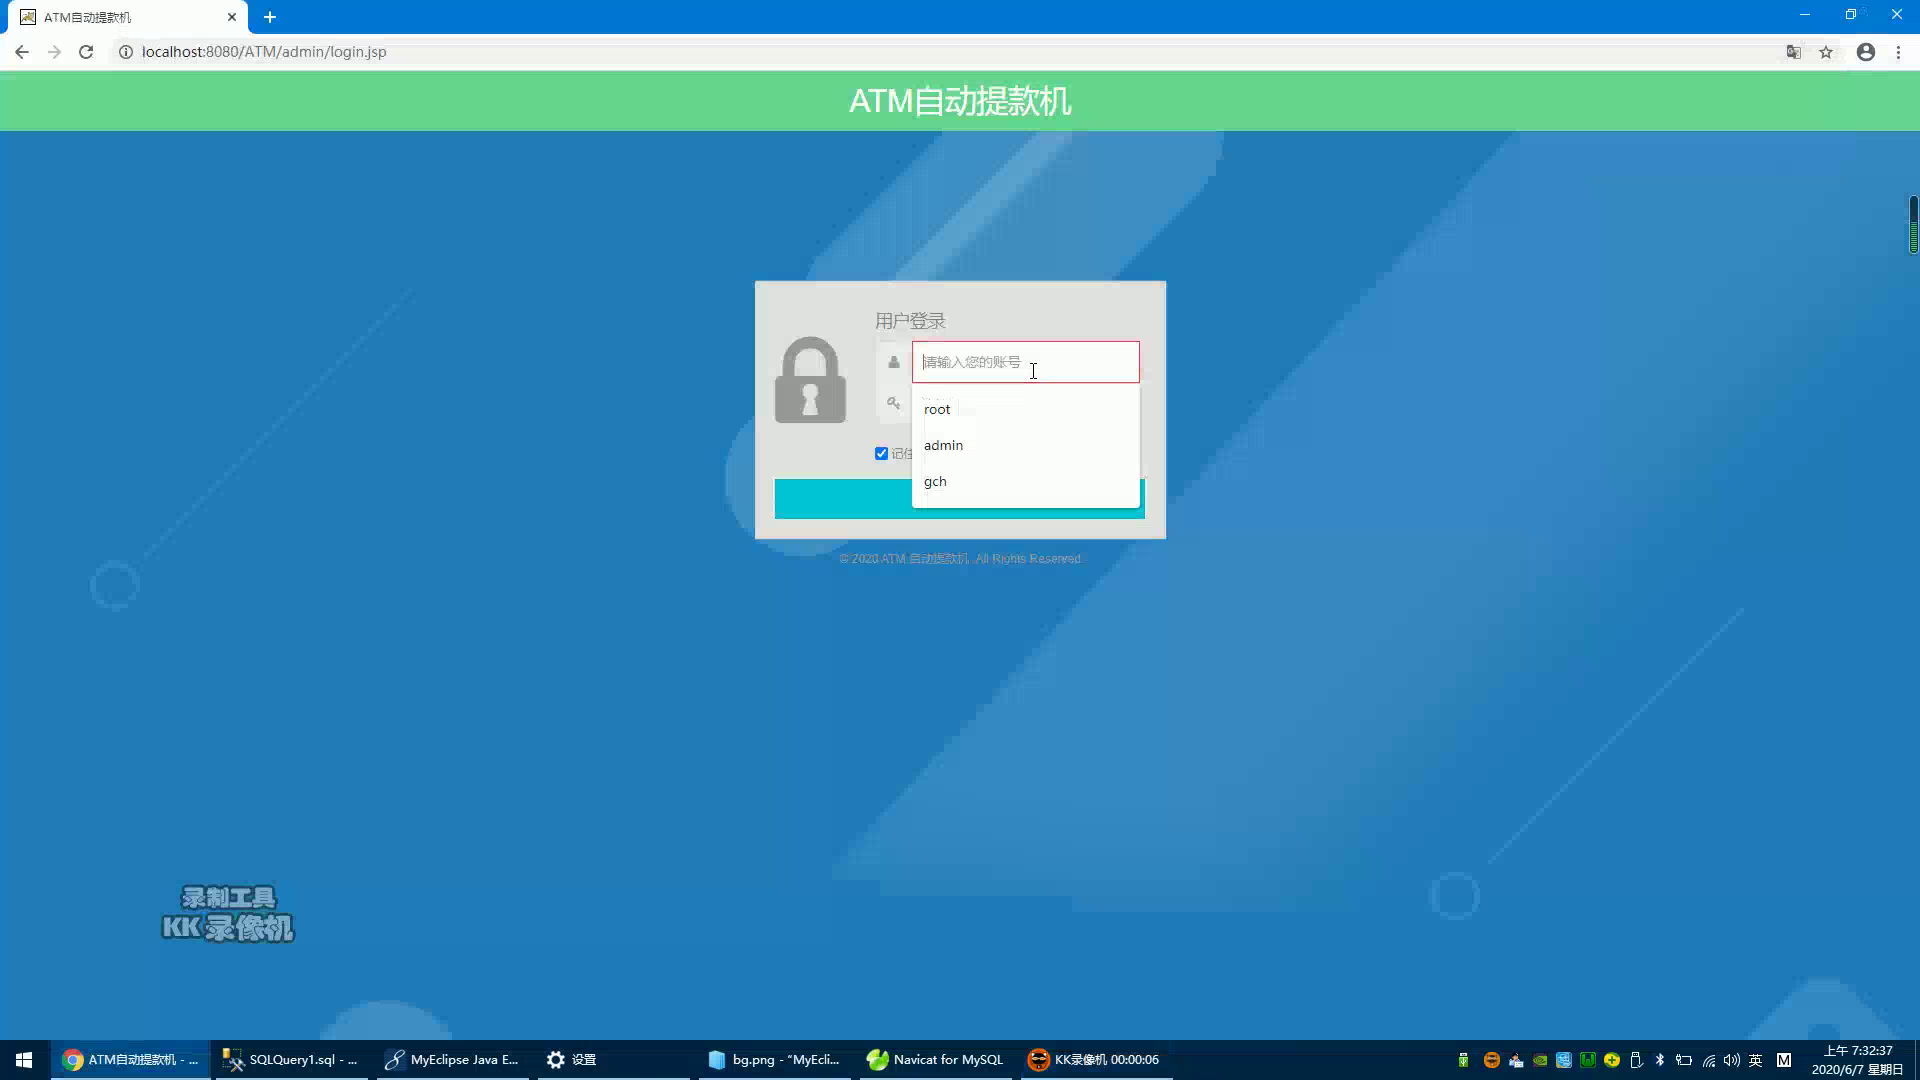 ATM自动提款机
localhost:8080/ATM/admin/login.jsp
ATM自动提款机
用户登录
请输入您的账号
root
admin
gch
记住
© 2020 ATM 自动提款机. All Rights Reserved.
录制工具
KK 录像机
ATM自动提款机 - ...
SQLQuery1.sql - ...
MyEclipse Java E...
设置
bg.png - “MyEcli...
Navicat for MySQL
KK录像机 00:00:06
英
M
上午 7:32:37
2020/6/7 星期日